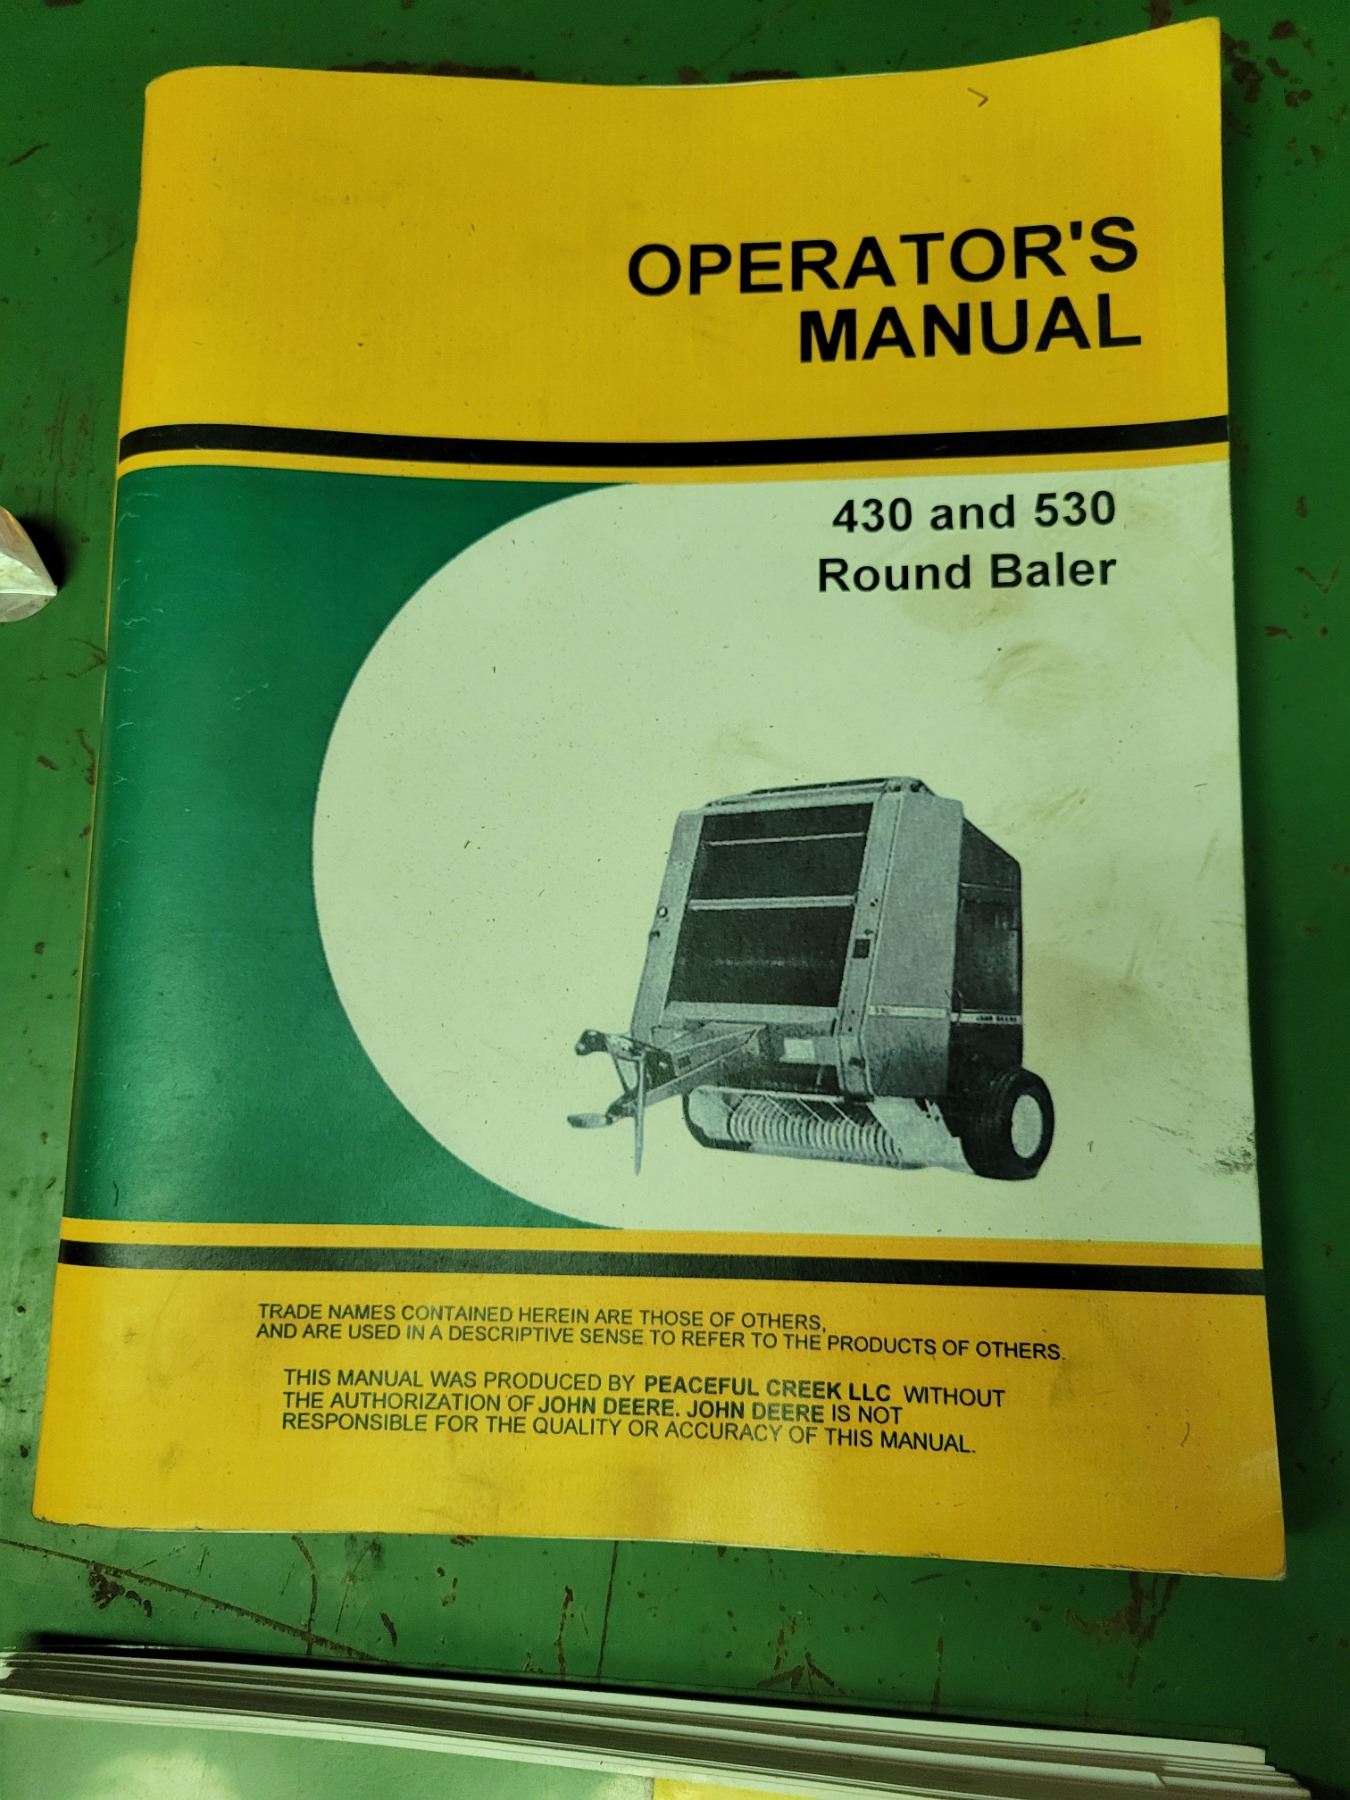 OPERATOR'S
MANUAL
430 and 530
Round Baler
TRADE NAMES CONTAINED HEREIN ARE THOSE OF OTHERS,
AND ARE USED IN A DESCRIPTIVE SENSE TO REFER TO THE PRODUCTS OF OTHERS.
THIS MANUAL WAS PRODUCED BY PEACEFUL CREEK LLC WITHOUT
THE AUTHORIZATION OF JOHN DEERE. JOHN DEERE IS NOT
RESPONSIBLE FOR THE QUALITY OR ACCURACY OF THIS MANUAL.